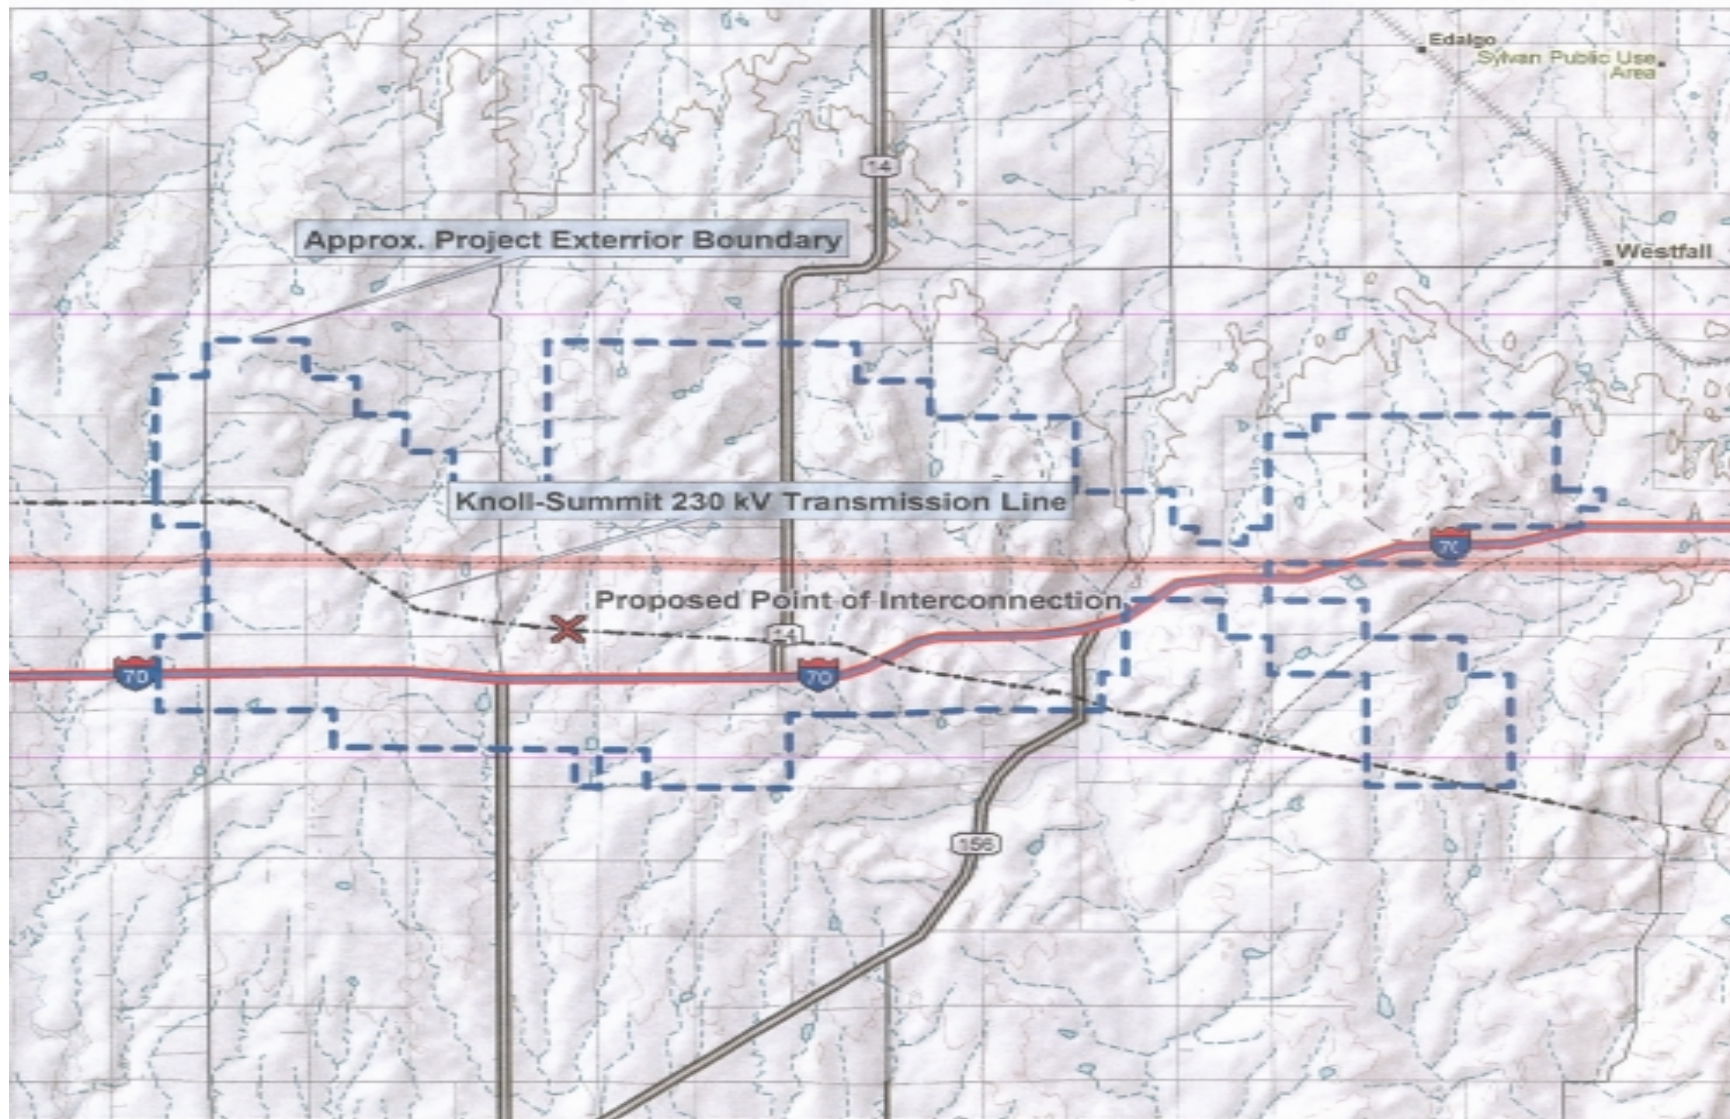 Edalgo
Sylvan Public Use
Area
14
Approx. Project Exterrior Boundary
Westfall
Knoll-Summit 230 kV Transmission Line
70
Proposed Point of Interconnection
14
70
70
156